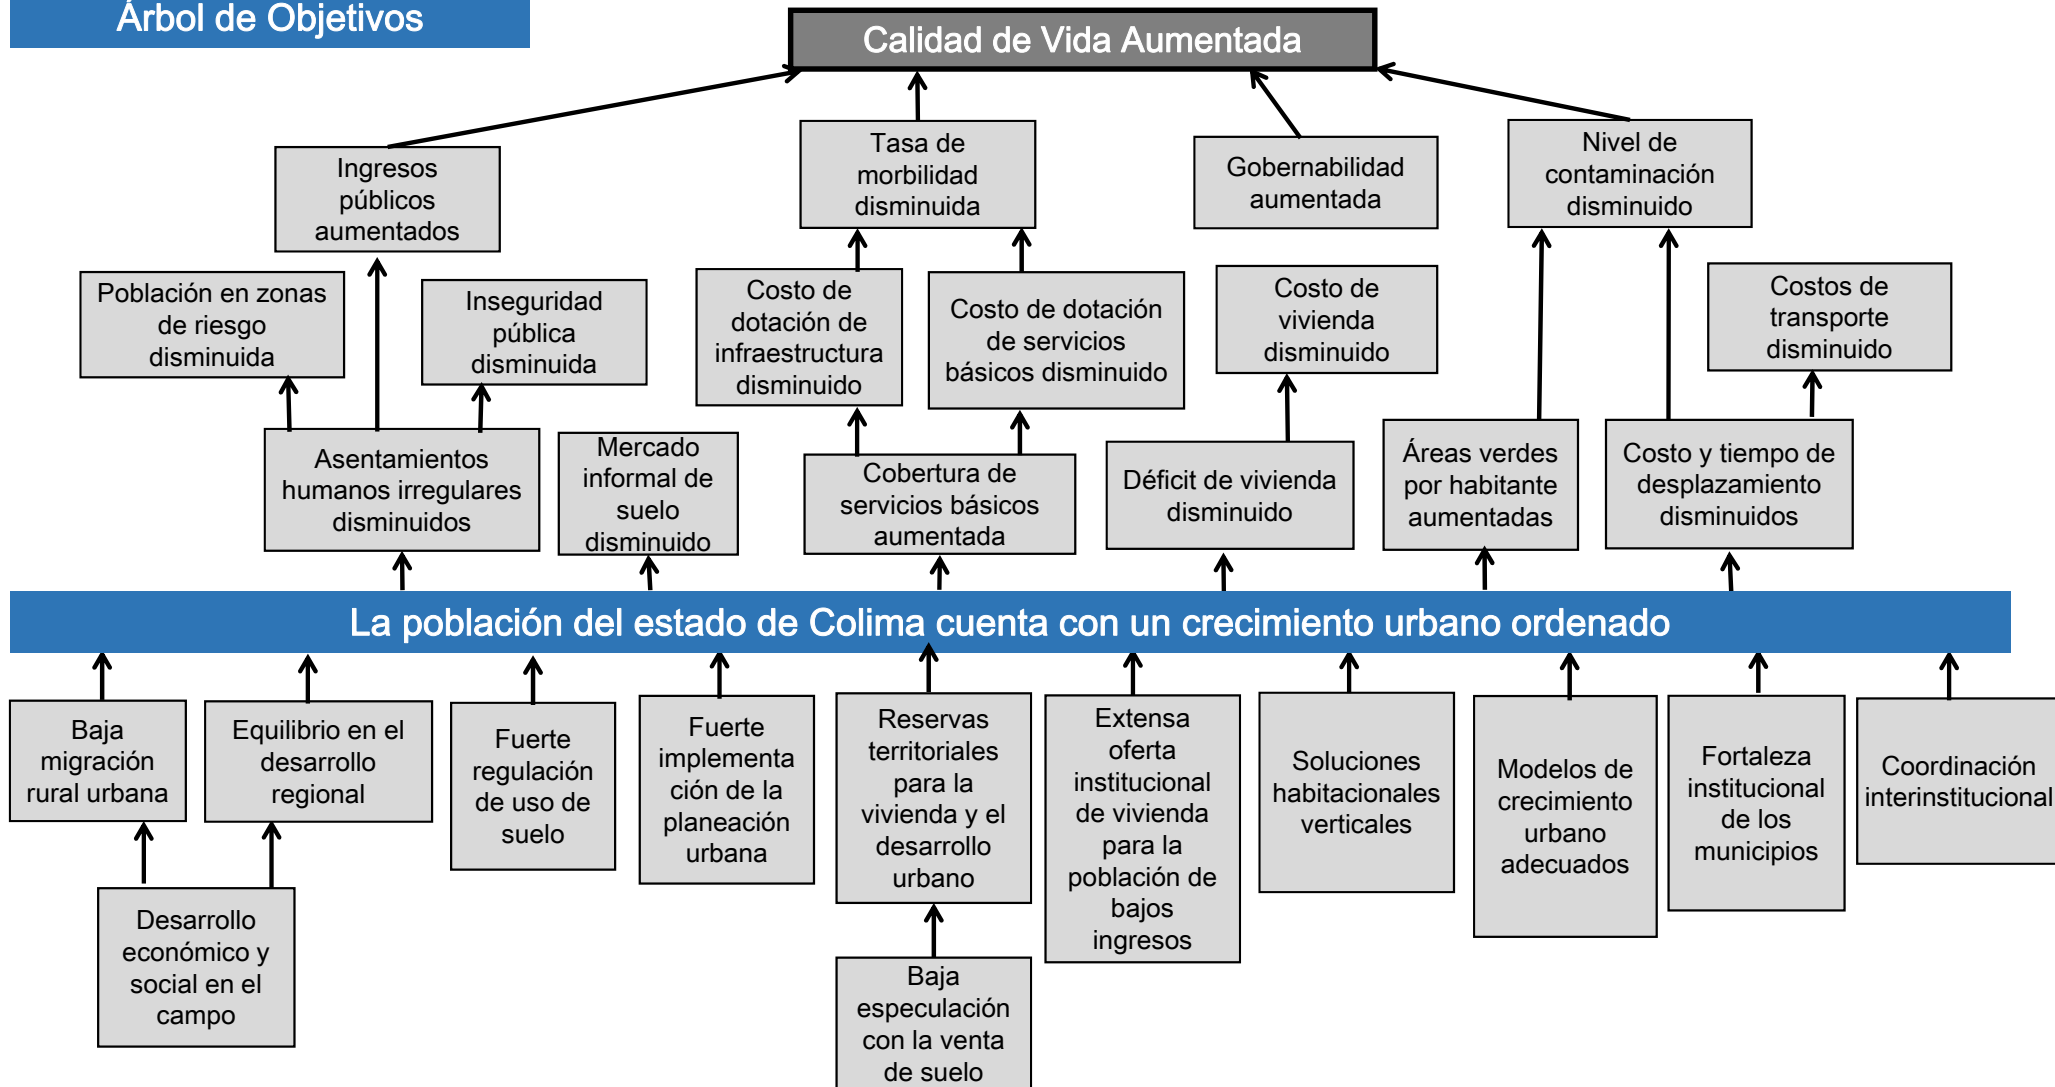 Árbol de Objetivos
Calidad de Vida Aumentada
Ingresos
públicos
aumentados
Tasa de
morbilidad
disminuida
Gobernabilidad
aumentada
Nivel de
contaminación
disminuido
Población en zonas
de riesgo
disminuida
Inseguridad
pública
disminuida
Costo de
dotación de
infraestructura
disminuido
Costo de dotación
de servicios
básicos disminuido
Costo de
vivienda
disminuido
Costos de
transporte
disminuido
Asentamientos
humanos irregulares
disminuidos
Mercado
informal de
suelo
disminuido
Cobertura de
servicios básicos
aumentada
Déficit de vivienda
disminuido
Áreas verdes
por habitante
aumentadas
Costo y tiempo de
desplazamiento
disminuidos
La población del estado de Colima cuenta con un crecimiento urbano ordenado
Baja
migración
rural urbana
Equilibrio en el
desarrollo
regional
Fuerte
regulación
de uso de
suelo
Fuerte
implementa
ción de la
planeación
urbana
Reservas
territoriales
para la
vivienda y el
desarrollo
urbano
Extensa
oferta
institucional
de vivienda
para la
población de
bajos
ingresos
Soluciones
habitacionales
verticales
Modelos de
crecimiento
urbano
adecuados
Fortaleza
institucional
de los
municipios
Coordinación
interinstitucional
Desarrollo
económico y
social en el
campo
Baja
especulación
con la venta
de suelo